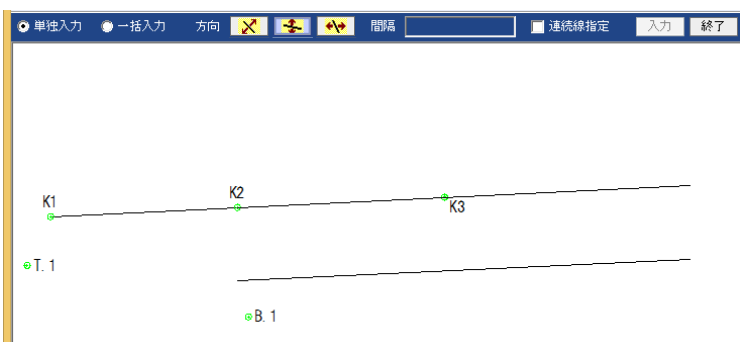 単独入力 一括入力 方向 間隔 連続線指定 入力 終了
K1
K2
K3
T. 1
B. 1